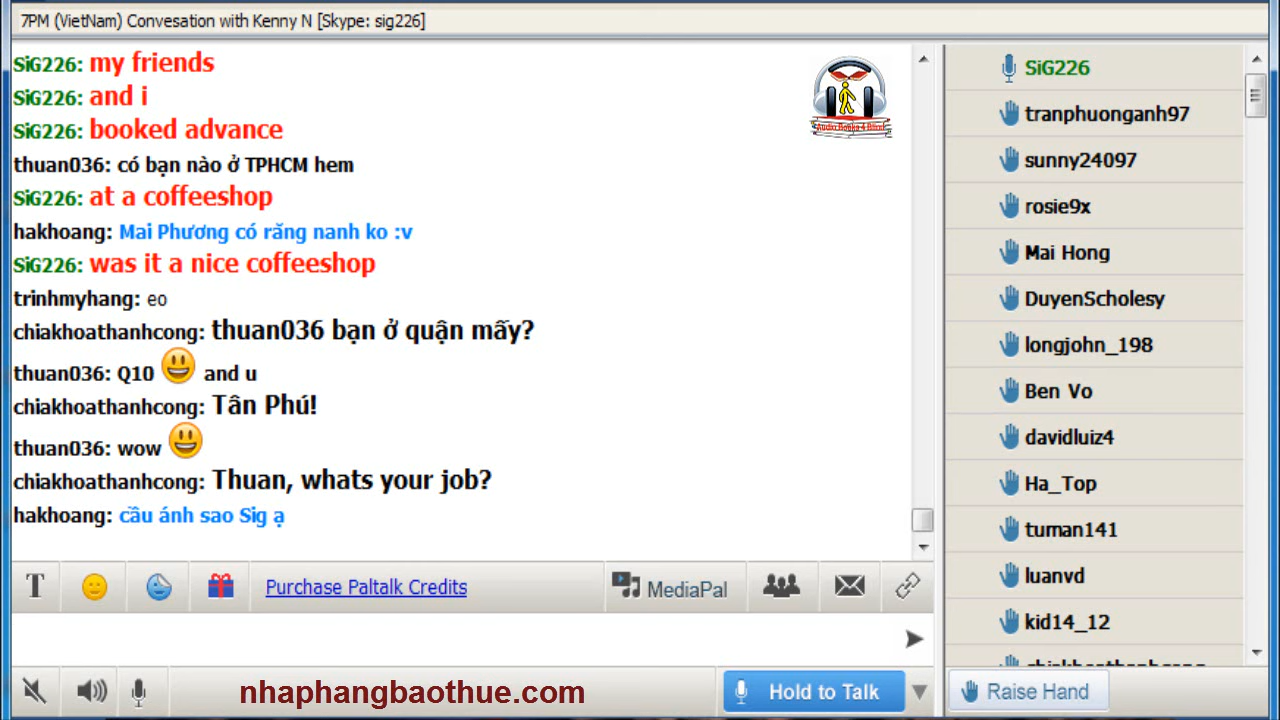 7PM (VietNam) Convesation with Kenny N [Skype: sig226]
SiG226: my friends
SiG226: and i
SiG226: booked advance
thuan036: có bạn nào ở TPHCM hem
SiG226: at a coffeeshop
hakhoang: Mai Phương có răng nanh ko :v
SiG226: was it a nice coffeeshop
trinhmyhang: eo
chiakhoathanhcong: thuan036 bạn ở quận mấy?
thuan036: Q10 and u
chiakhoathanhcong: Tân Phú!
thuan036: wow
chiakhoathanhcong: Thuan, whats your job?
hakhoang: cầu ánh sao Sig ạ
T
Purchase Paltalk Credits
MediaPal
nhaphangbaothue.com
Hold to Talk
SiG226
tranphuonganh97
sunny24097
rosie9x
Mai Hong
DuyenScholesy
longjohn_198
Ben Vo
davidluiz4
Ha_Top
tuman141
luanvd
kid14_12
Raise Hand